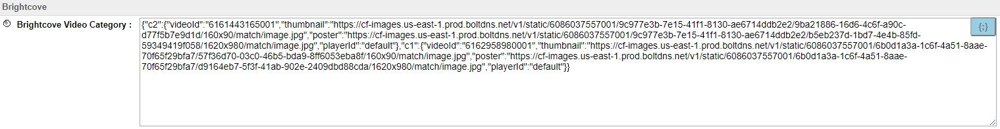 Brightcove
Brightcove Video Category :
{"c2":{"videoId":"6161443165001","thumbnail":"https://cf-images.us-east-1.prod.boltdns.net/v1/static/6086037557001/9c977e3b-7e15-41f1-8130-ae6714ddb2e2/9ba21886-16d6-4c6f-a90c-
d77f5b7e9d1d/160x90/match/image.jpg","poster":"https://cf-images.us-east-1.prod.boltdns.net/v1/static/6086037557001/9c977e3b-7e15-41f1-8130-ae6714ddb2e2/b5eb237d-1bd7-4e4b-85fd-
59349419f058/1620x980/match/image.jpg","playerId":"default"},"c1":{"videoId":"6162958980001","thumbnail":"https://cf-images.us-east-1.prod.boltdns.net/v1/static/6086037557001/6b0d1a3a-1c6f-4a51-8aae-
70f65f29bfa7/57f36d70-03c0-46b5-bda9-8ff6053eba8f/160x90/match/image.jpg","poster":"https://cf-images.us-east-1.prod.boltdns.net/v1/static/6086037557001/6b0d1a3a-1c6f-4a51-8aae-
70f65f29bfa7/d9164eb7-5f3f-41ab-902e-2409dbd88cda/1620x980/match/image.jpg","playerId":"default"}}
{;}